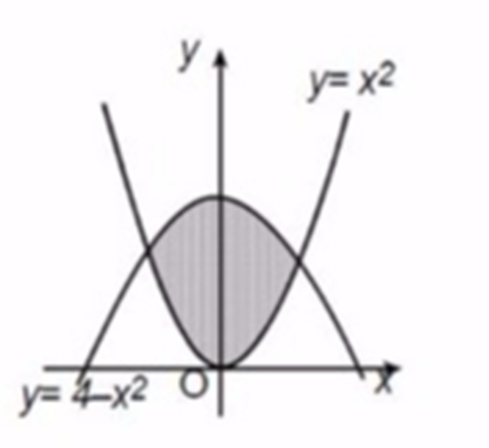 y
y= x²
y= 4–x²
O
x